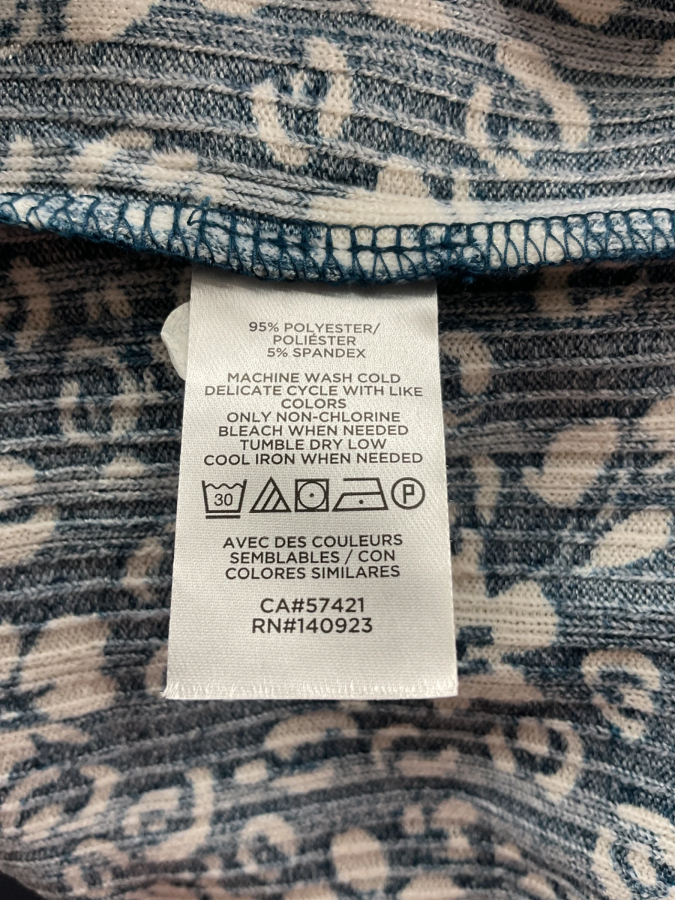 95% POLYESTER/
POLIÉSTER
5% SPANDEX
MACHINE WASH COLD
DELICATE CYCLE WITH LIKE
COLORS
ONLY NON-CHLORINE
BLEACH WHEN NEEDED
TUMBLE DRY LOW
COOL IRON WHEN NEEDED
30 P
AVEC DES COULEURS
SEMBLABLES / CON
COLORES SIMILARES
CA#57421
RN#140923